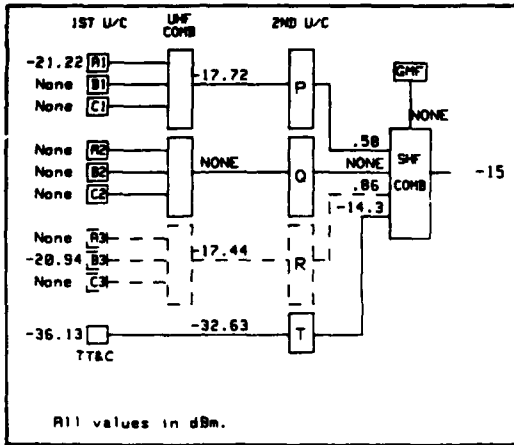 1ST U/C UHF COMB 2ND U/C
-21.22 A1
None B1 -17.72 P GMF
None C1
NONE
.58
None A2 NONE
None B2 NONE Q SHF COMB -15
None C2 .86
-14.3
None A3
-20.94 B3 -17.44 R
None C3
-36.13 -32.63 T
TT&C
All values in dBm.